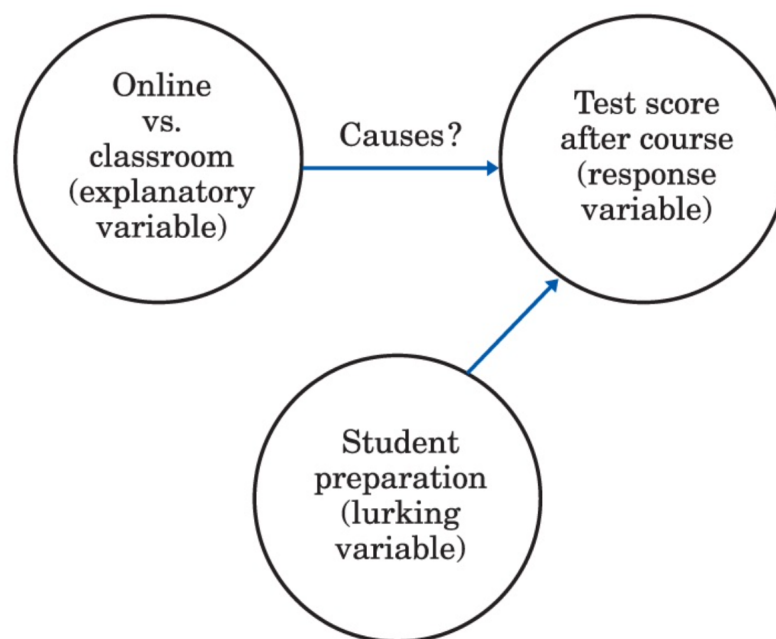 Online
vs.
classroom
(explanatory
variable)
Causes?
Test score
after course
(response
variable)
Student
preparation
(lurking
variable)